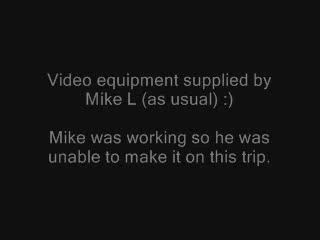 Video equipment supplied by
Mike L (as usual) :)
Mike was working so he was
unable to make it on this trip.